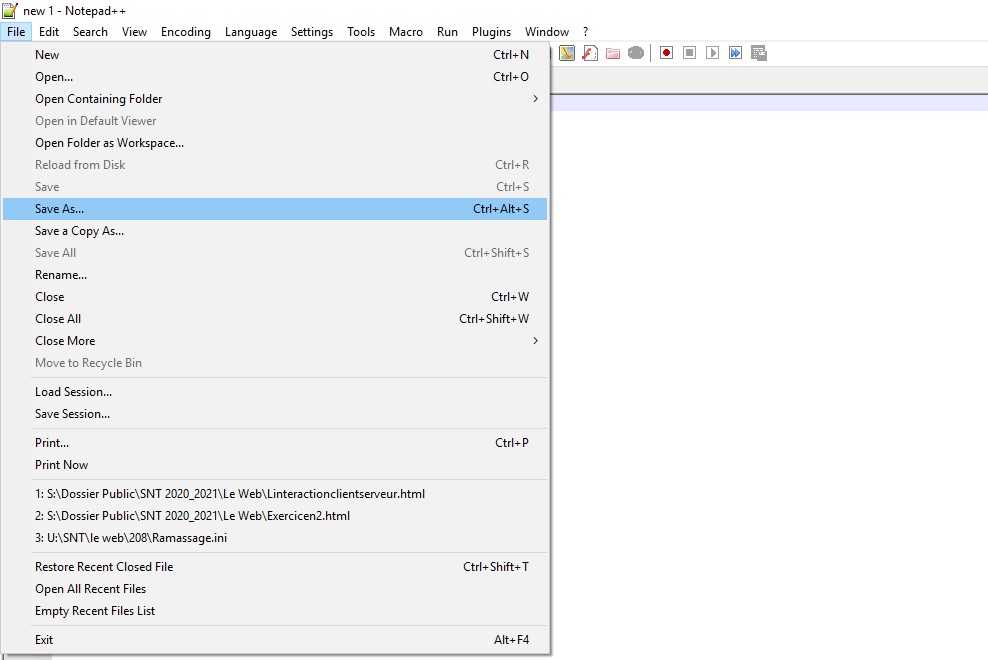 new 1 - Notepad++
File Edit Search View Encoding Language Settings Tools Macro Run Plugins Window ?
New Ctrl+N
Open... Ctrl+O
Open Containing Folder
Open in Default Viewer
Open Folder as Workspace...
Reload from Disk Ctrl+R
Save Ctrl+S
Save As... Ctrl+Alt+S
Save a Copy As...
Save All Ctrl+Shift+S
Rename...
Close Ctrl+W
Close All Ctrl+Shift+W
Close More
Move to Recycle Bin
Load Session...
Save Session...
Print... Ctrl+P
Print Now
1: S:\Dossier Public\SNT 2020_2021\Le Web\Linteractionclientserveur.html
2: S:\Dossier Public\SNT 2020_2021\Le Web\Exercicen2.html
3: U:\SNT\le web\208\Ramassage.ini
Restore Recent Closed File Ctrl+Shift+T
Open All Recent Files
Empty Recent Files List
Exit Alt+F4